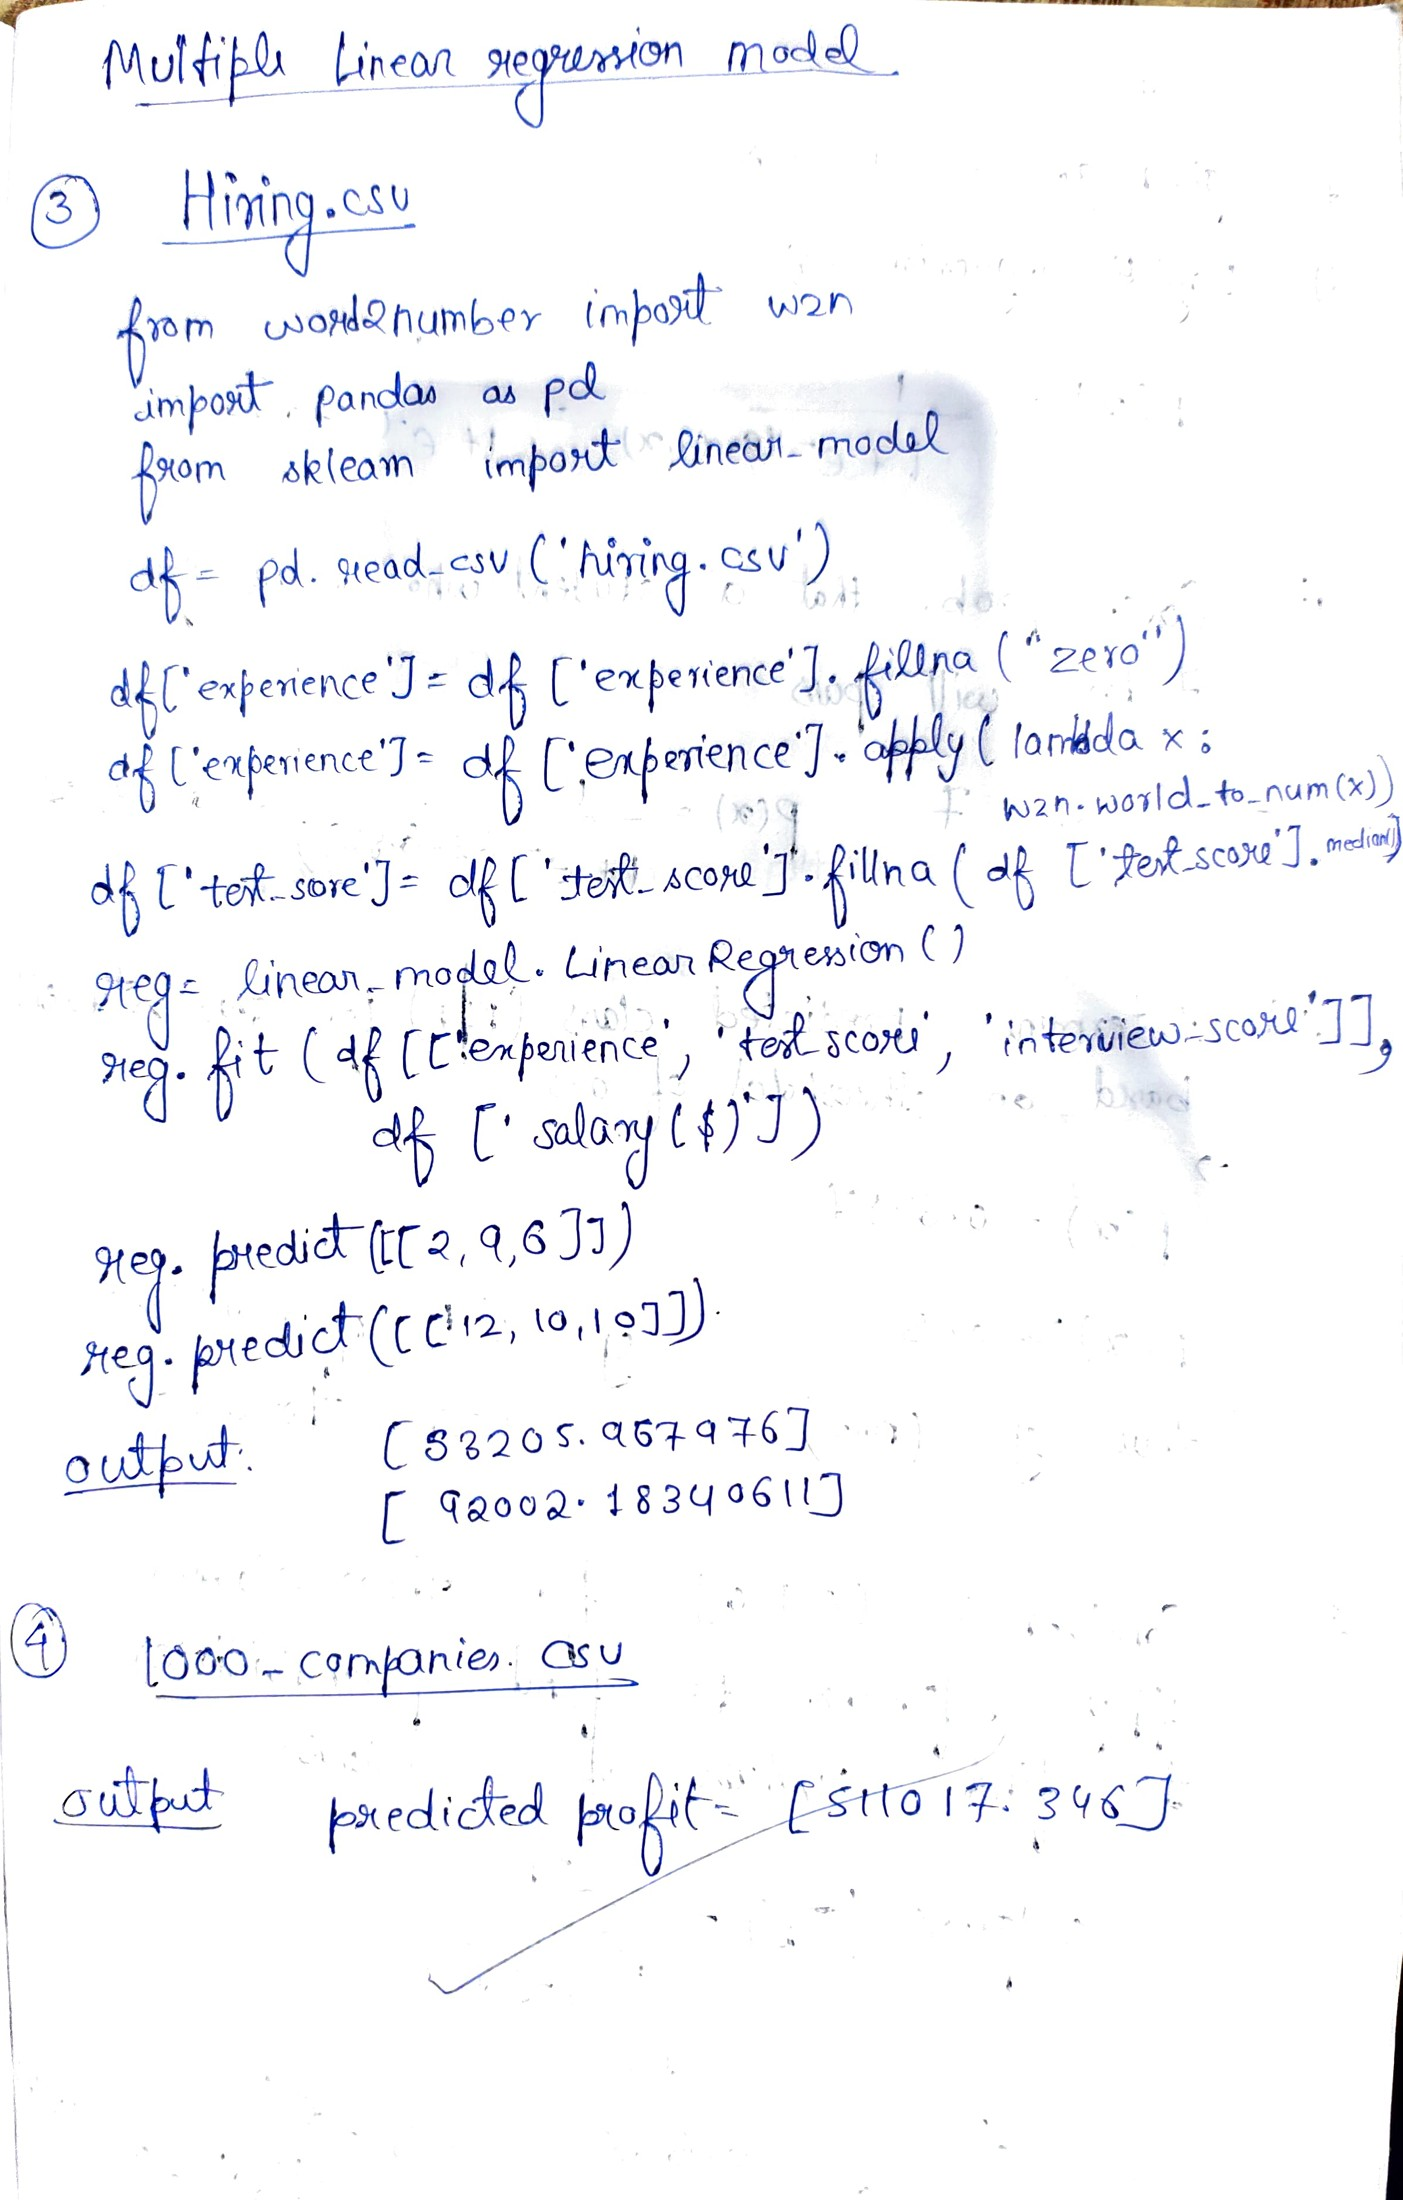 Multiple Linear regression model
③ Hiring.csv
from word2number import w2n
import pandas as pd
from sklearn import linear_model
df = pd.read_csv ('hiring.csv')
df['experience'] = df ['experience'].fillna ("zero")
df ['experience'] = df ['experience'].apply ( lambda x :
w2n.world_to_num(x))
df ['test_sore'] = df [ 'test_score'].fillna ( df ['test_score'].median()]
reg = linear_model.LinearRegression ()
reg.fit ( df [['experience', 'test_score', 'interview_score']],
df [' salary ($)'])
reg.predict ([[2,9,6]])
reg.predict ([[12, 10,10]]).
output: [53205.967976]
[ 92002.18340611]
④ 1000_companies.csv
output predicted profit = [511017.346]